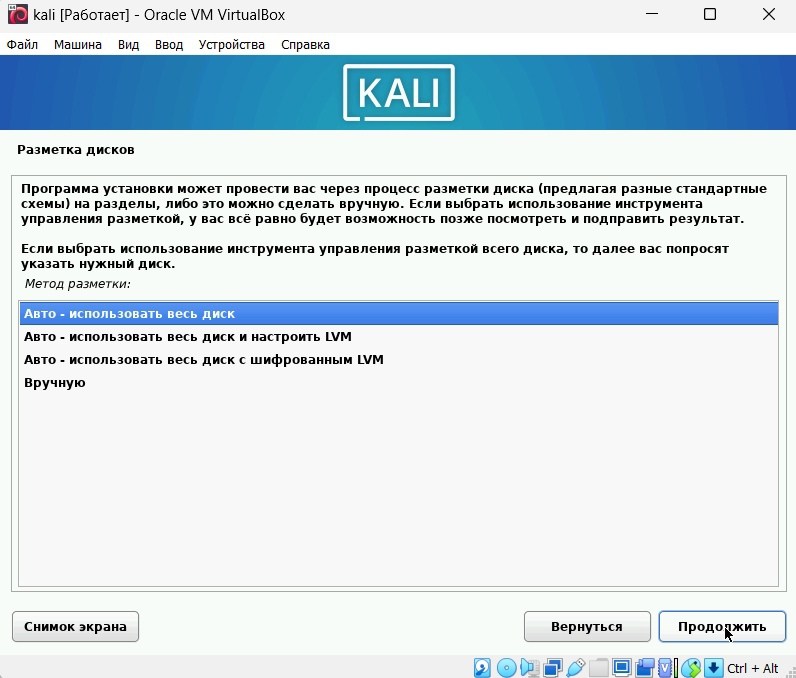 kali [Работает] - Oracle VM VirtualBox
Файл Машина Вид Ввод Устройства Справка
KALI
Разметка дисков
Программа установки может провести вас через процесс разметки диска (предлагая разные стандартные
схемы) на разделы, либо это можно сделать вручную. Если выбрать использование инструмента
управления разметкой, у вас всё равно будет возможность позже посмотреть и подправить результат.
Если выбрать использование инструмента управления разметкой всего диска, то далее вас попросят
указать нужный диск.
Метод разметки:
Авто - использовать весь диск
Авто - использовать весь диск и настроить LVM
Авто - использовать весь диск с шифрованным LVM
Вручную
Снимок экрана Вернуться Продолжить
Ctrl + Alt